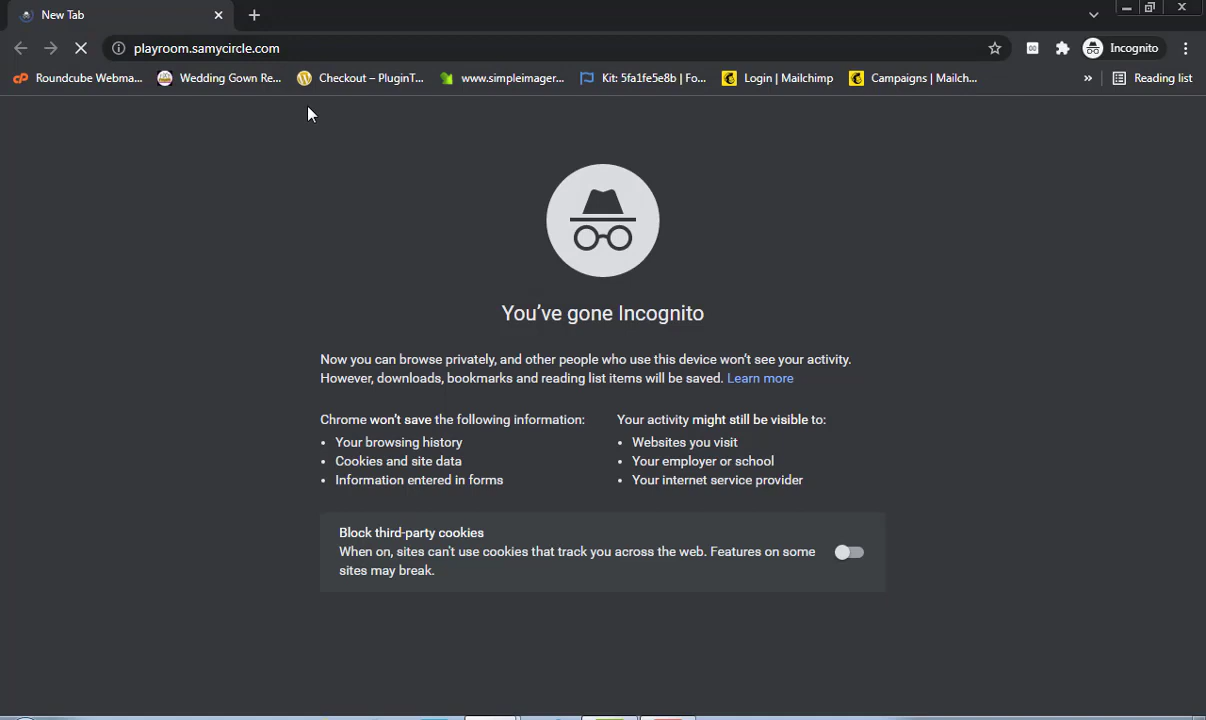 New Tab
playroom.samycircle.com
Incognito
Roundcube Webma... Wedding Gown Re... Checkout – PluginT... www.simpleimager... Kit: 5fa1fe5e8b | Fo... Login | Mailchimp Campaigns | Mailch... » Reading list
You've gone Incognito
Now you can browse privately, and other people who use this device won't see your activity.
However, downloads, bookmarks and reading list items will be saved. Learn more
Chrome won't save the following information:
• Your browsing history
• Cookies and site data
• Information entered in forms
Your activity might still be visible to:
• Websites you visit
• Your employer or school
• Your internet service provider
Block third-party cookies
When on, sites can't use cookies that track you across the web. Features on some
sites may break.